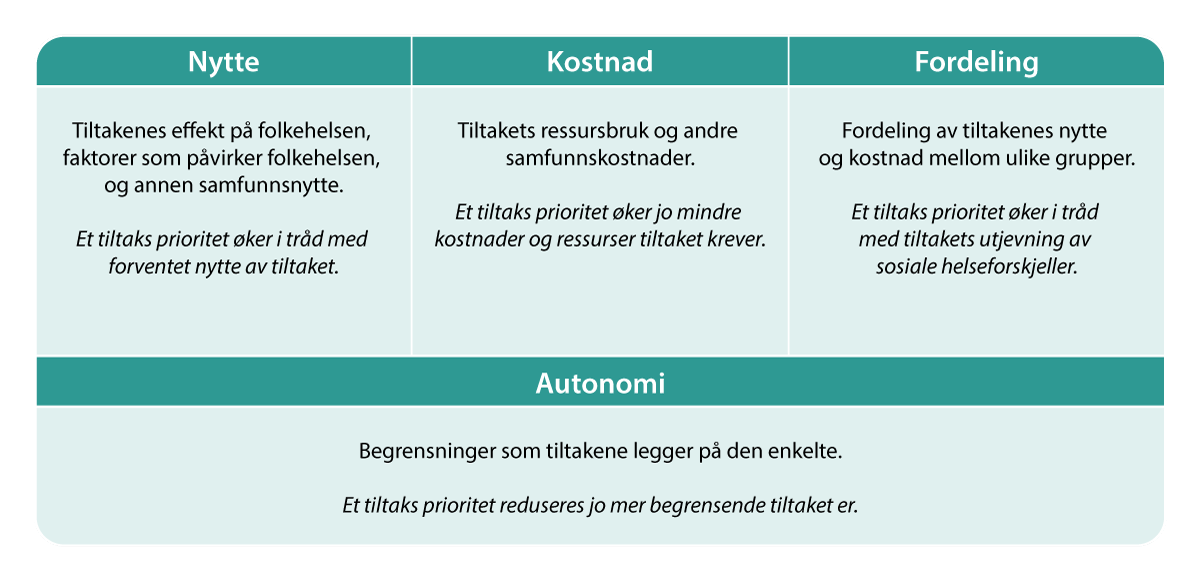 Nytte
Tiltakenes effekt på folkehelsen,
faktorer som påvirker folkehelsen,
og annen samfunnsnytte.
Et tiltaks prioritet øker i tråd med
forventet nytte av tiltaket.
Kostnad
Tiltakets ressursbruk og andre
samfunnskostnader.
Et tiltaks prioritet øker jo mindre
kostnader og ressurser tiltaket krever.
Fordeling
Fordeling av tiltakenes nytte
og kostnad mellom ulike grupper.
Et tiltaks prioritet øker i tråd
med tiltakets utjevning av
sosiale helseforskjeller.
Autonomi
Begrensninger som tiltakene legger på den enkelte.
Et tiltaks prioritet reduseres jo mer begrensende tiltaket er.